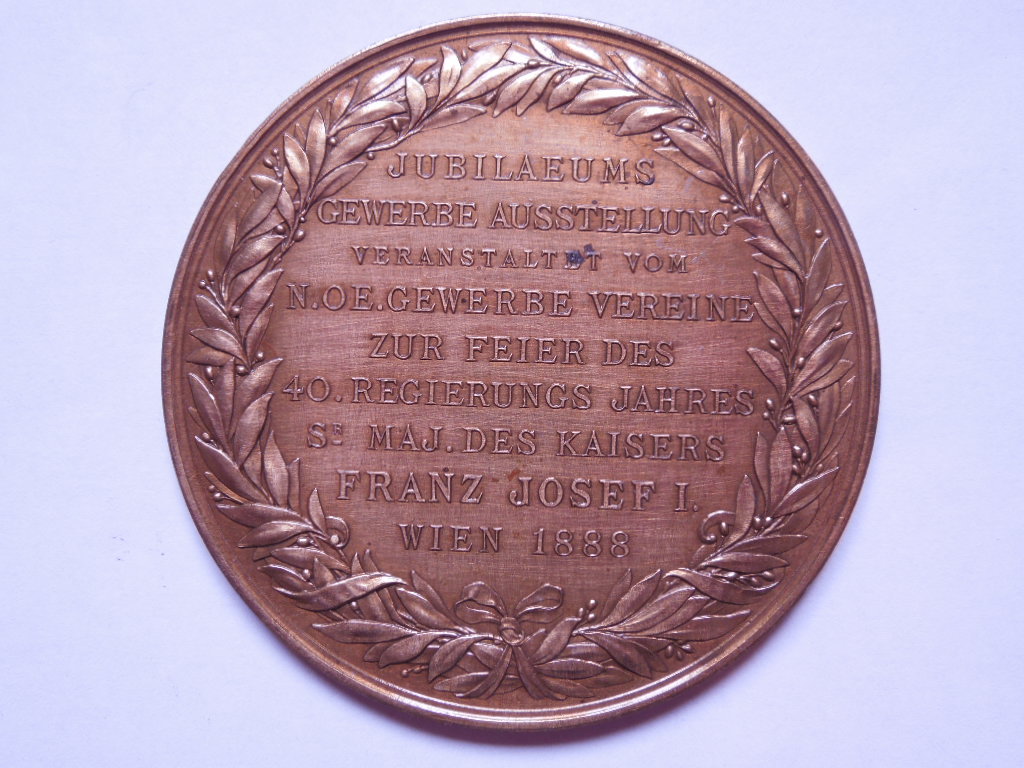 JUBILAEUMS
GEWERBE AUSSTELLUNG
VERANSTALTET VOM
N.OE.GEWERBE VEREINE
ZUR FEIER DES
40. REGIERUNGS JAHRES
SR MAJ. DES KAISERS
FRANZ JOSEF I.
WIEN 1888